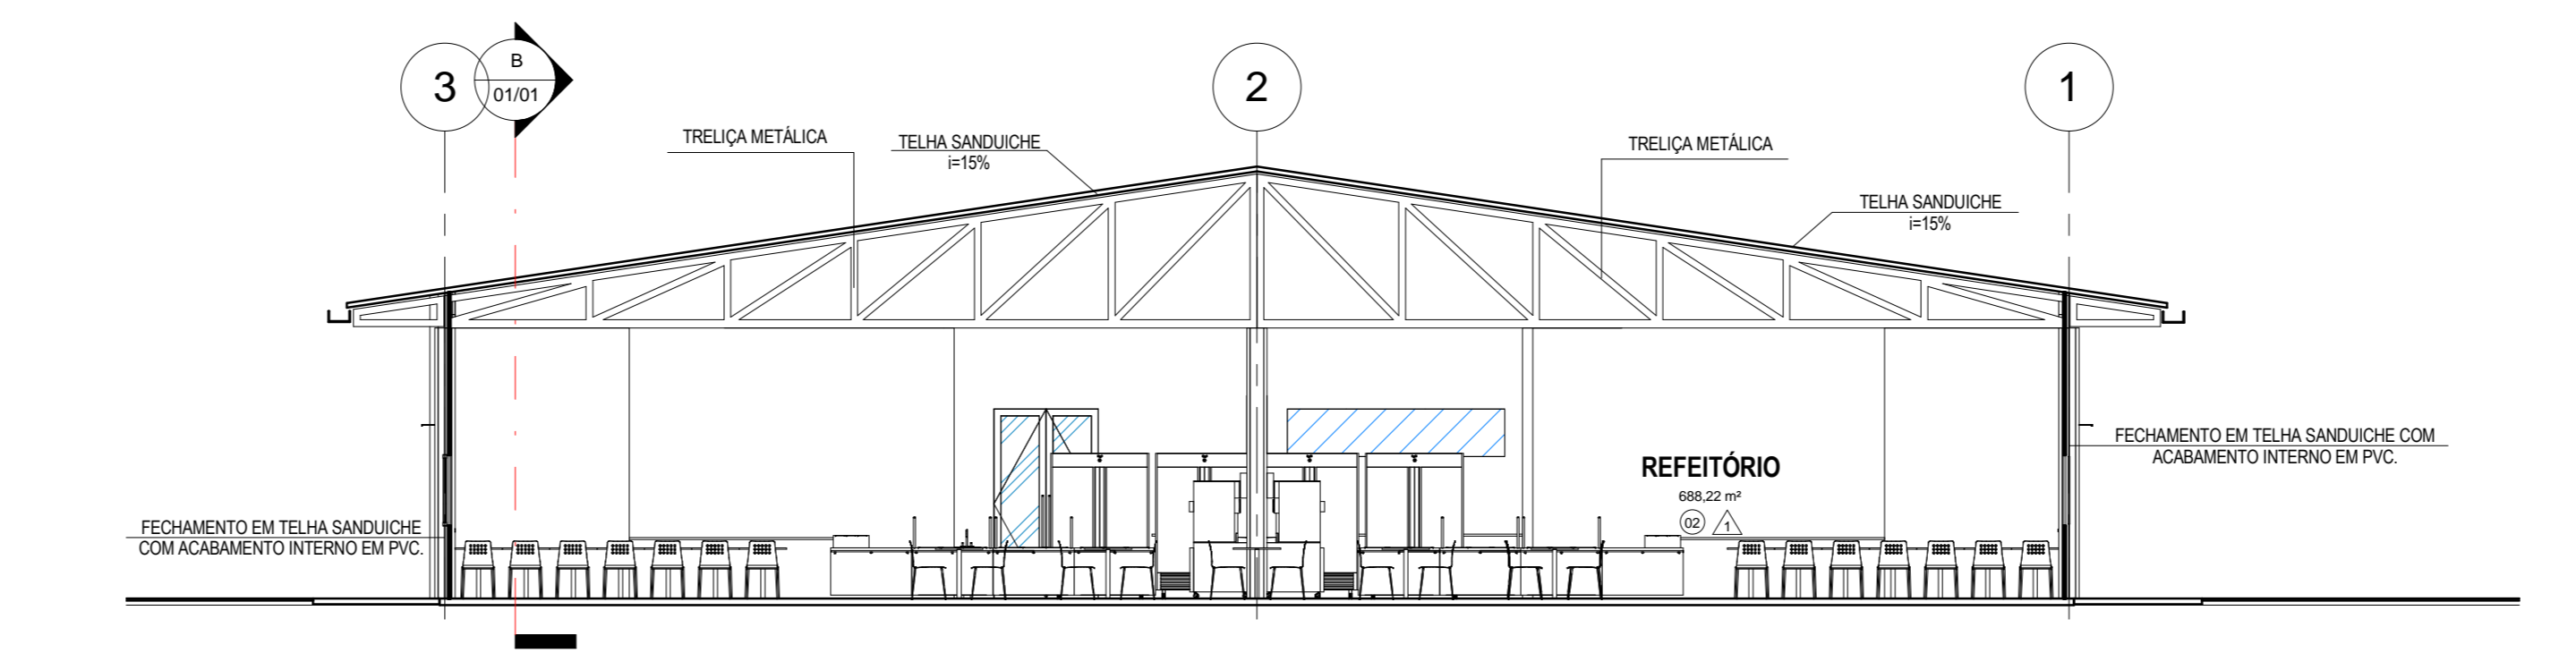 3
B
01/01
2
1
TRELIÇA METÁLICA
TELHA SANDUICHE
i=15%
TRELIÇA METÁLICA
TELHA SANDUICHE
i=15%
FECHAMENTO EM TELHA SANDUICHE COM
ACABAMENTO INTERNO EM PVC.
REFEITÓRIO
688,22 m²
02
1
FECHAMENTO EM TELHA SANDUICHE
COM ACABAMENTO INTERNO EM PVC.